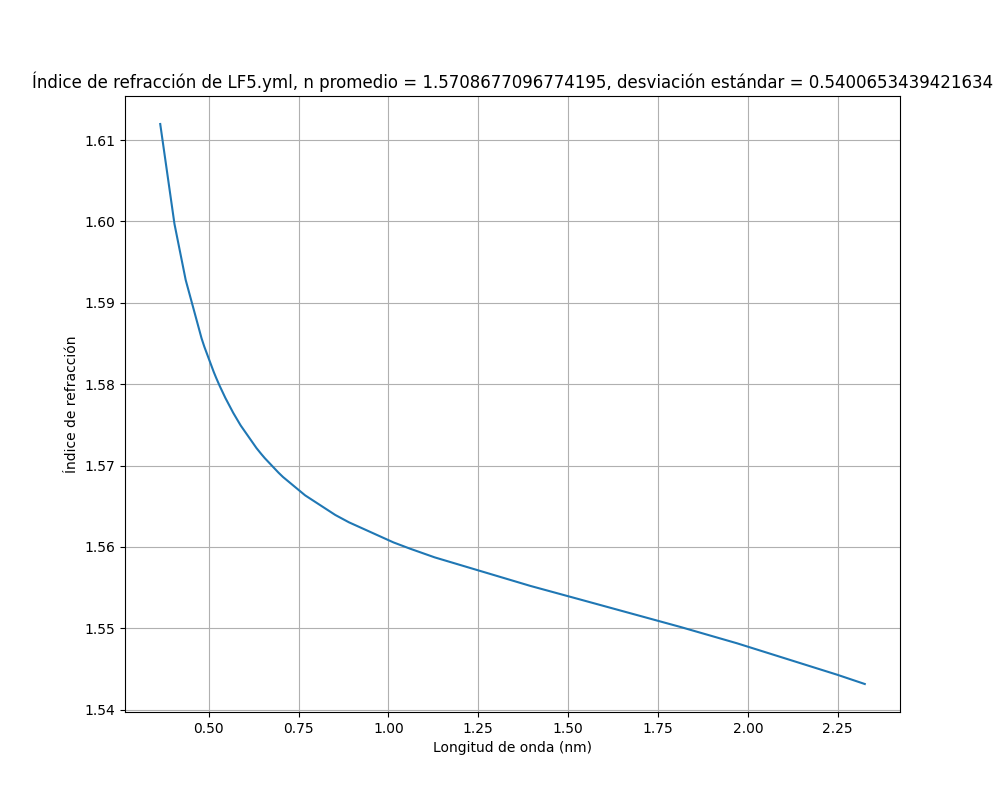 Índice de refracción de LF5.yml, n promedio = 1.5708677096774195, desviación estándar = 0.5400653439421634
1.61
1.60
1.59
1.58
1.57
1.56
1.55
1.54
Índice de refracción
0.50 0.75 1.00 1.25 1.50 1.75 2.00 2.25
Longitud de onda (nm)